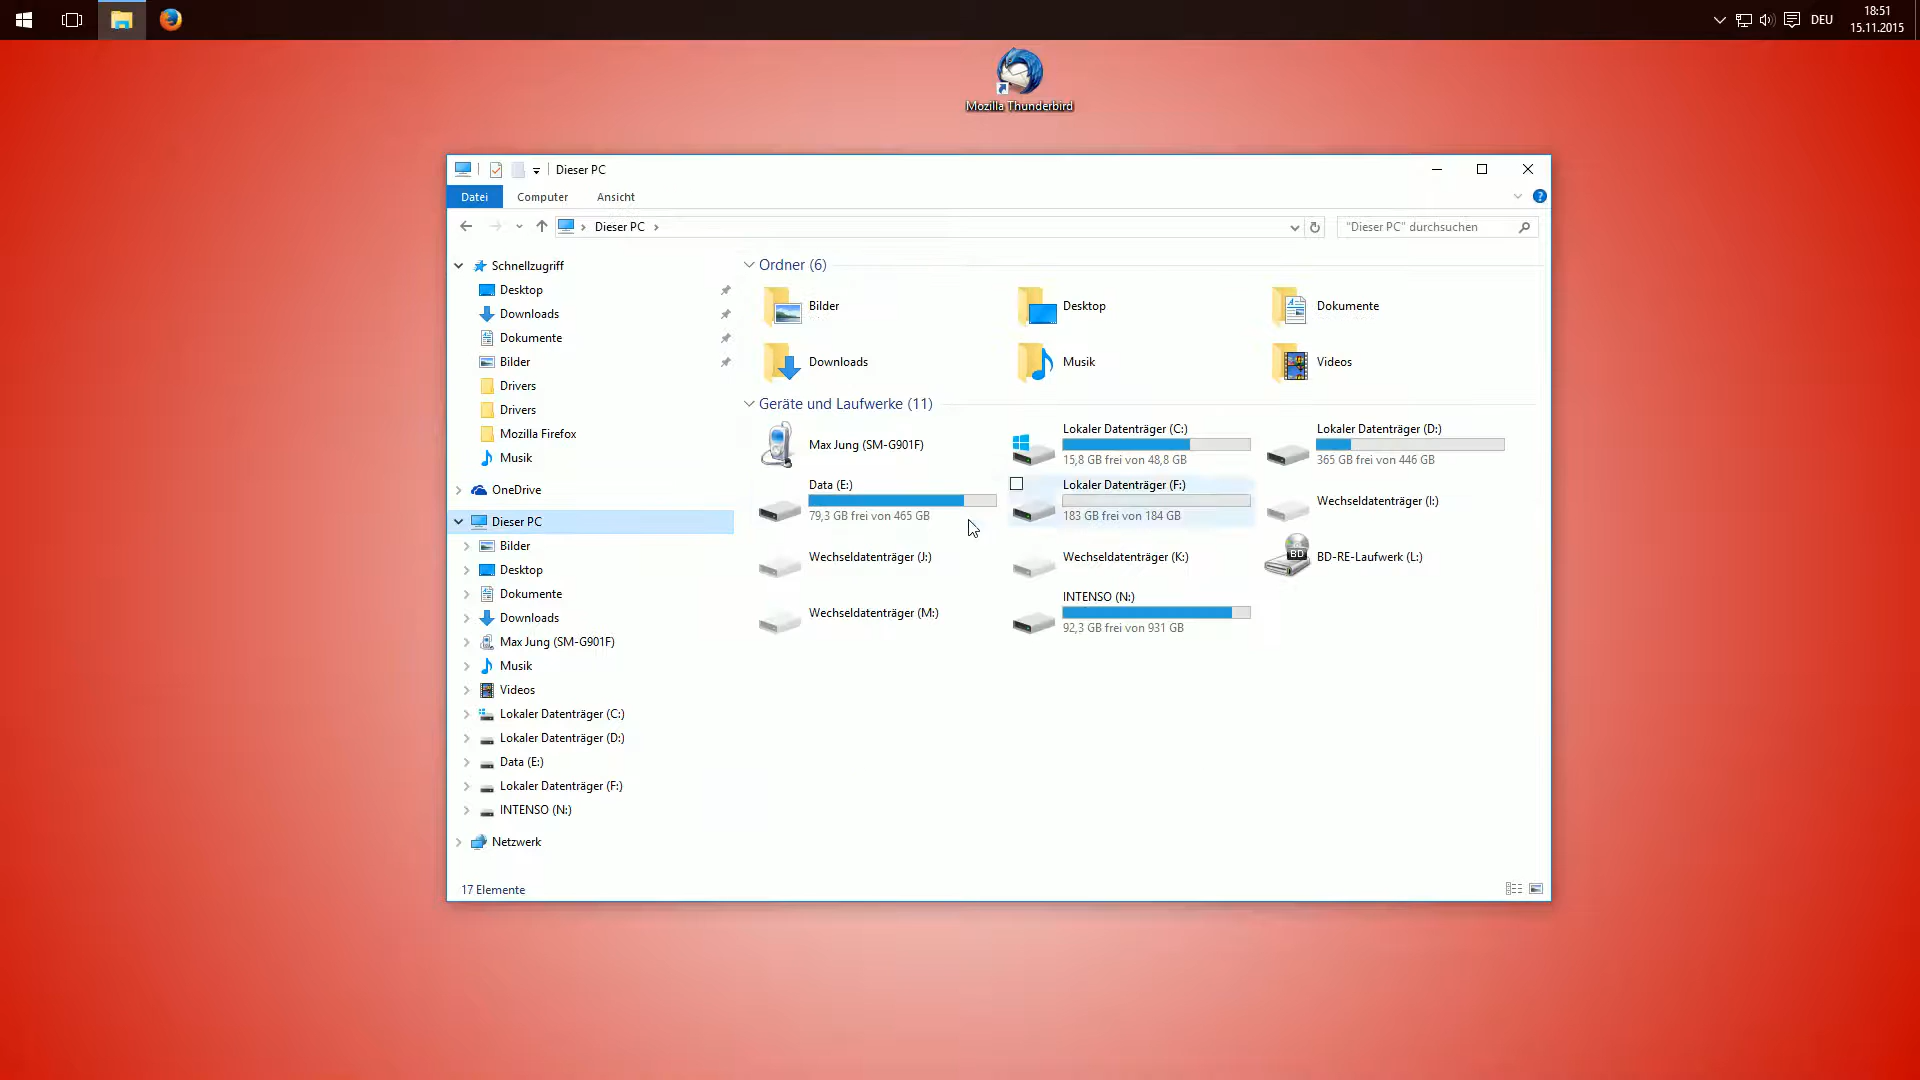 DEU
18:51
15.11.2015
Mozilla Thunderbird
Dieser PC
Datei Computer Ansicht
Dieser PC
"Dieser PC" durchsuchen
Schnellzugriff
Desktop
Downloads
Dokumente
Bilder
Drivers
Drivers
Mozilla Firefox
Musik
OneDrive
Dieser PC
Bilder
Desktop
Dokumente
Downloads
Max Jung (SM-G901F)
Musik
Videos
Lokaler Datenträger (C:)
Lokaler Datenträger (D:)
Data (E:)
Lokaler Datenträger (F:)
INTENSO (N:)
Netzwerk
Ordner (6)
Bilder
Desktop
Dokumente
Downloads
Musik
Videos
Geräte und Laufwerke (11)
Max Jung (SM-G901F)
Lokaler Datenträger (C:)
15,8 GB frei von 48,8 GB
Lokaler Datenträger (D:)
365 GB frei von 446 GB
Data (E:)
79,3 GB frei von 465 GB
Lokaler Datenträger (F:)
183 GB frei von 184 GB
Wechseldatenträger (I:)
Wechseldatenträger (J:)
Wechseldatenträger (K:)
BD
BD-RE-Laufwerk (L:)
Wechseldatenträger (M:)
INTENSO (N:)
92,3 GB frei von 931 GB
17 Elemente